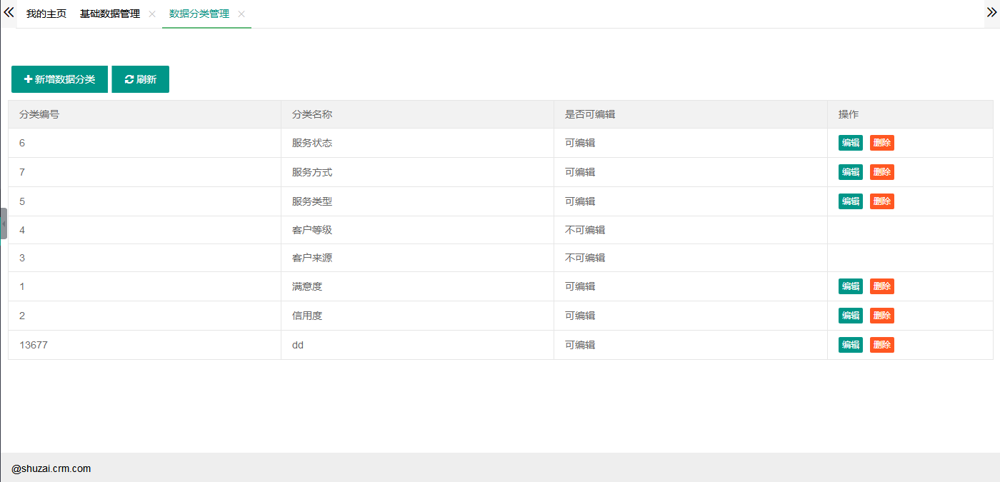 我的主页 基础数据管理 数据分类管理
新增数据分类 刷新
分类编号 分类名称 是否可编辑 操作
6 服务状态 可编辑 编辑 删除
7 服务方式 可编辑 编辑 删除
5 服务类型 可编辑 编辑 删除
4 客户等级 不可编辑
3 客户来源 不可编辑
1 满意度 可编辑 编辑 删除
2 信用度 可编辑 编辑 删除
13677 dd 可编辑 编辑 删除
@shuzai.crm.com